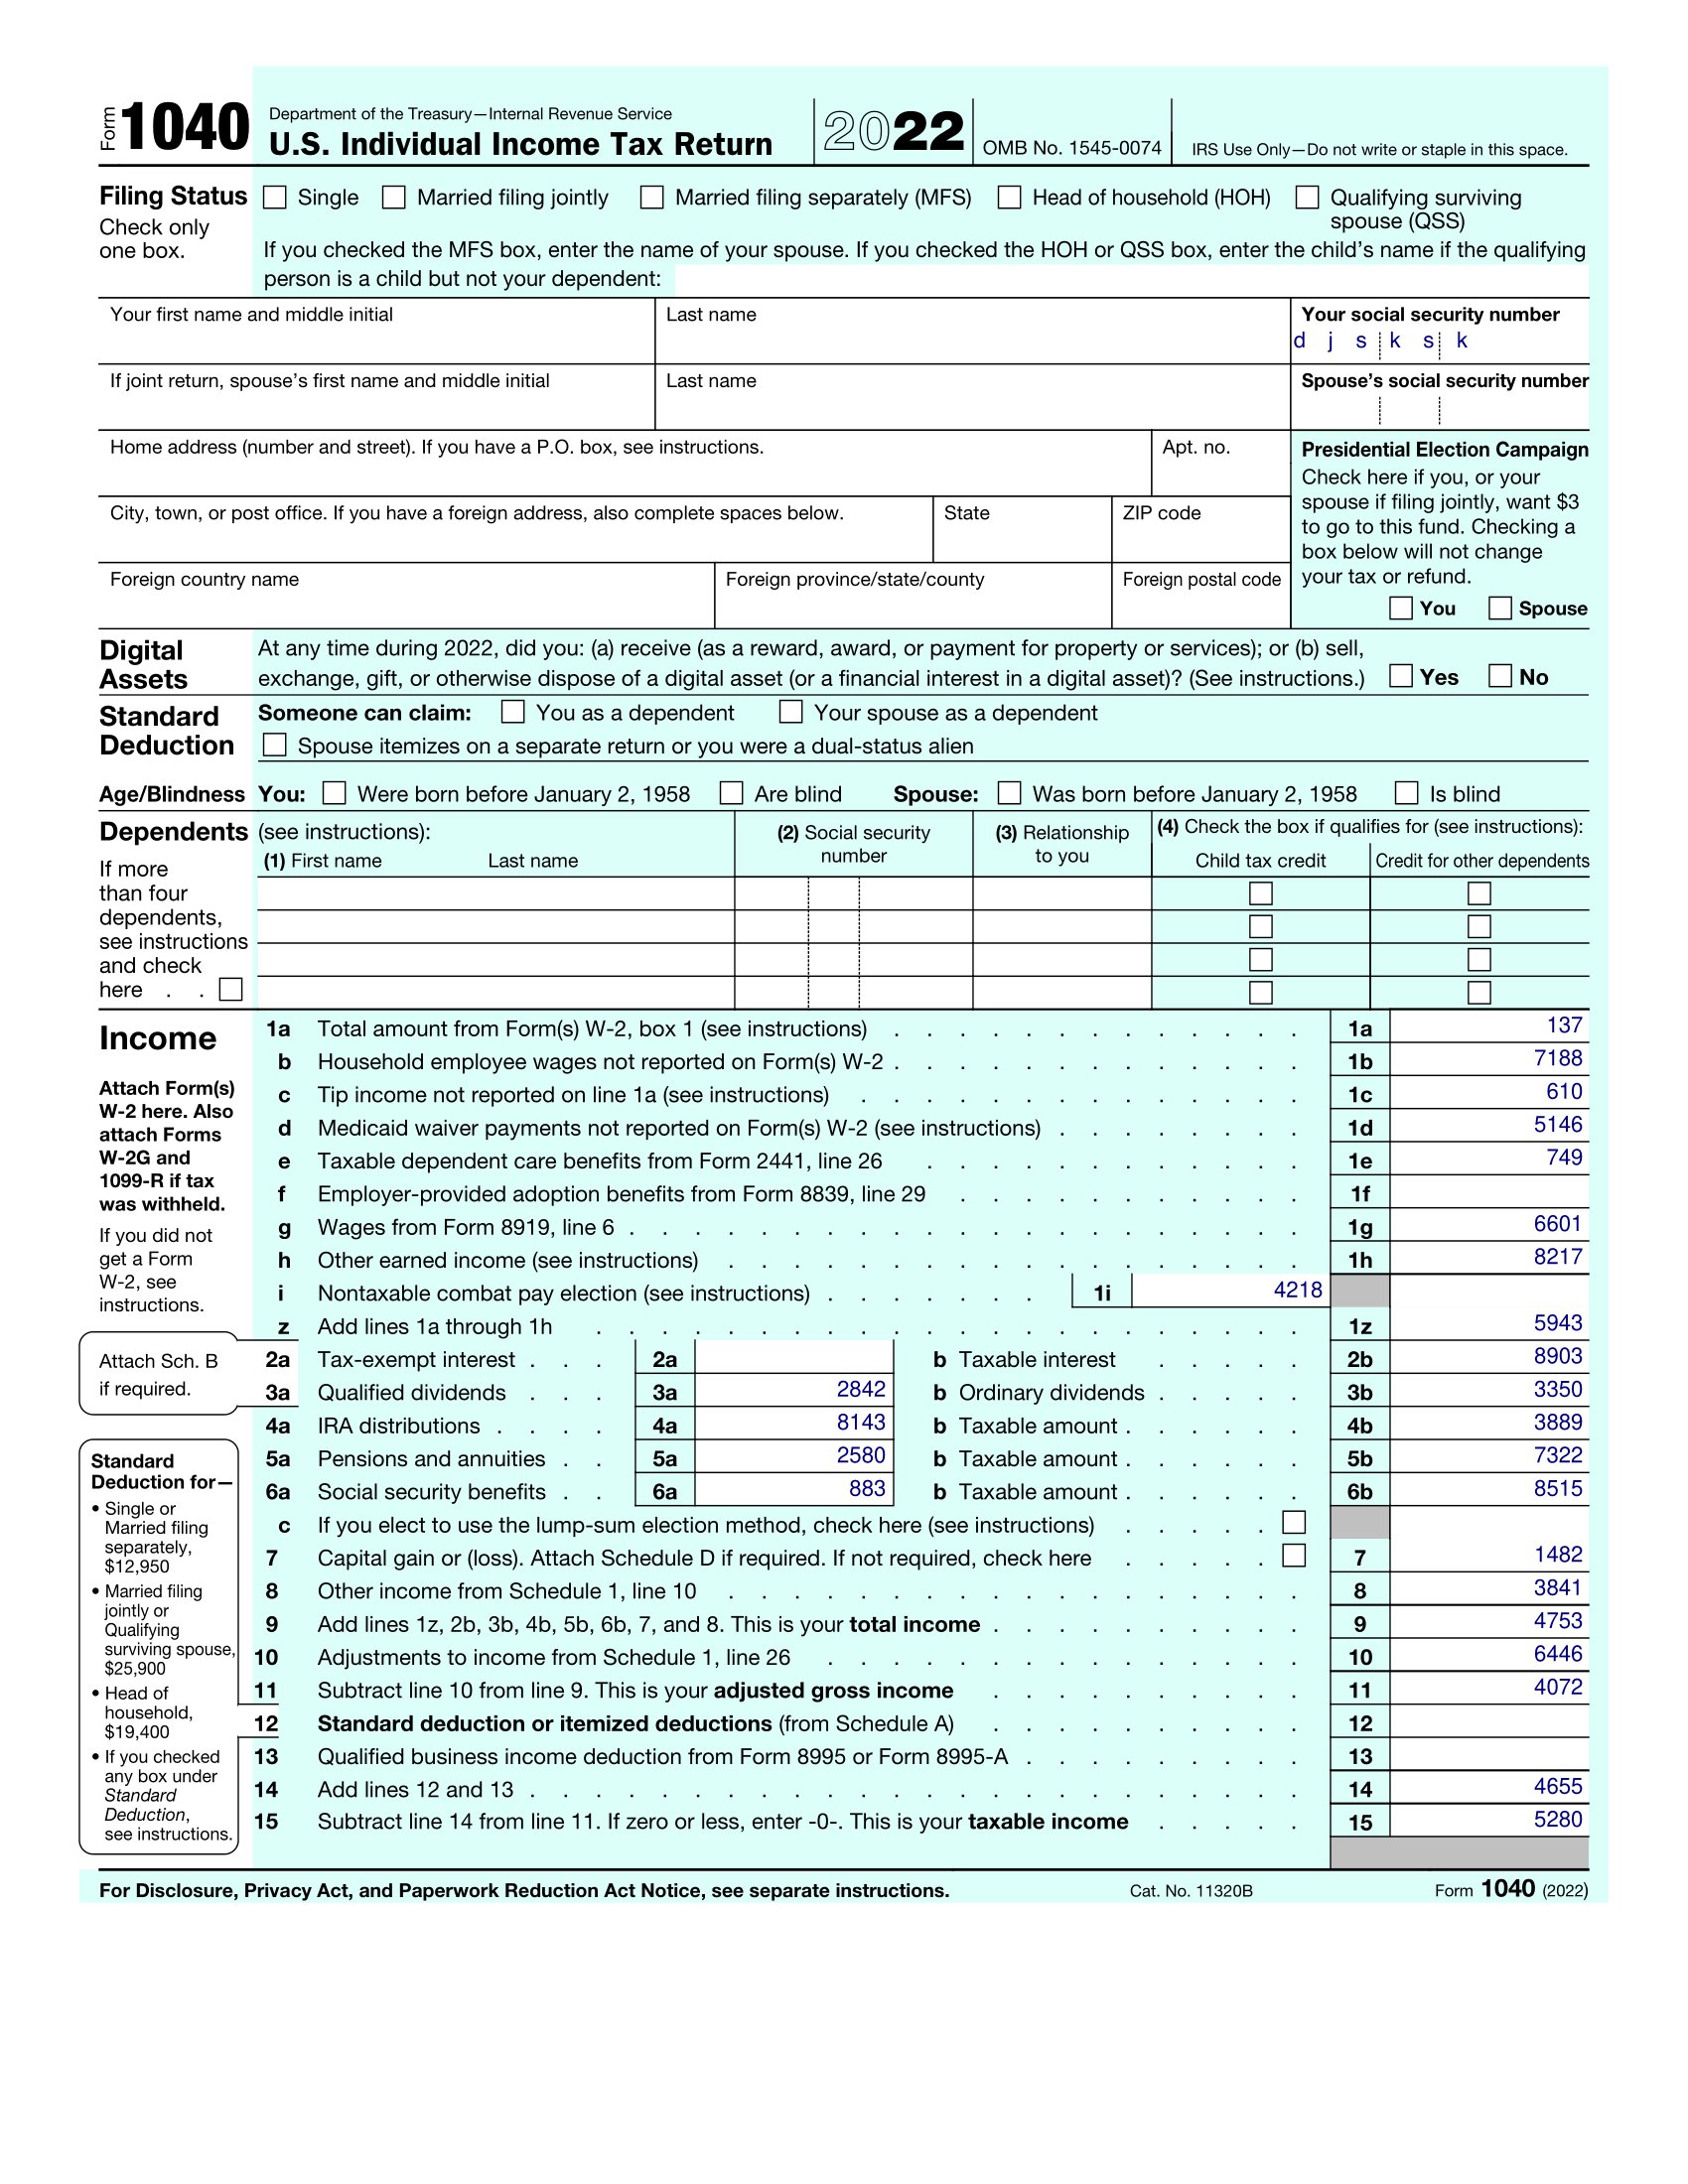 Form 1040 Department of the Treasury—Internal Revenue Service
U.S. Individual Income Tax Return 2022 OMB No. 1545-0074 IRS Use Only—Do not write or staple in this space.
Filing Status
Check only
one box.
Single Married filing jointly Married filing separately (MFS) Head of household (HOH) Qualifying surviving
spouse (QSS)
If you checked the MFS box, enter the name of your spouse. If you checked the HOH or QSS box, enter the child's name if the qualifying
person is a child but not your dependent:
Your first name and middle initial Last name Your social security number
d j s k s k
If joint return, spouse's first name and middle initial Last name Spouse's social security number
Home address (number and street). If you have a P.O. box, see instructions. Apt. no.
City, town, or post office. If you have a foreign address, also complete spaces below. State ZIP code
Foreign country name Foreign province/state/county Foreign postal code
Presidential Election Campaign
Check here if you, or your
spouse if filing jointly, want $3
to go to this fund. Checking a
box below will not change
your tax or refund.
You Spouse
Digital
Assets
At any time during 2022, did you: (a) receive (as a reward, award, or payment for property or services); or (b) sell,
exchange, gift, or otherwise dispose of a digital asset (or a financial interest in a digital asset)? (See instructions.) Yes No
Standard
Deduction
Someone can claim: You as a dependent Your spouse as a dependent
Spouse itemizes on a separate return or you were a dual-status alien
Age/Blindness You: Were born before January 2, 1958 Are blind Spouse: Was born before January 2, 1958 Is blind
Dependents (see instructions):
(1) First name Last name
(2) Social security
number
(3) Relationship
to you
(4) Check the box if qualifies for (see instructions):
Child tax credit Credit for other dependents
If more
than four
dependents,
see instructions
and check
here . .
Income
Attach Form(s)
W-2 here. Also
attach Forms
W-2G and
1099-R if tax
was withheld.
If you did not
get a Form
W-2, see
instructions.
1a Total amount from Form(s) W-2, box 1 (see instructions) 1a 137
b Household employee wages not reported on Form(s) W-2 1b 7188
c Tip income not reported on line 1a (see instructions) 1c 610
d Medicaid waiver payments not reported on Form(s) W-2 (see instructions) 1d 5146
e Taxable dependent care benefits from Form 2441, line 26 1e 749
f Employer-provided adoption benefits from Form 8839, line 29 1f
g Wages from Form 8919, line 6 1g 6601
h Other earned income (see instructions) 1h 8217
i Nontaxable combat pay election (see instructions) 1i 4218
z Add lines 1a through 1h 1z 5943
Attach Sch. B
if required.
2a Tax-exempt interest 2a b Taxable interest 2b 8903
3a Qualified dividends 3a 2842 b Ordinary dividends 3b 3350
4a IRA distributions 4a 8143 b Taxable amount 4b 3889
5a Pensions and annuities 5a 2580 b Taxable amount 5b 7322
6a Social security benefits 6a 883 b Taxable amount 6b 8515
c If you elect to use the lump-sum election method, check here (see instructions)
7 Capital gain or (loss). Attach Schedule D if required. If not required, check here 7 1482
8 Other income from Schedule 1, line 10 8 3841
9 Add lines 1z, 2b, 3b, 4b, 5b, 6b, 7, and 8. This is your total income 9 4753
10 Adjustments to income from Schedule 1, line 26 10 6446
11 Subtract line 10 from line 9. This is your adjusted gross income 11 4072
12 Standard deduction or itemized deductions (from Schedule A) 12
13 Qualified business income deduction from Form 8995 or Form 8995-A 13
14 Add lines 12 and 13 14 4655
15 Subtract line 14 from line 11. If zero or less, enter -0-. This is your taxable income 15 5280
Standard
Deduction for—
• Single or
Married filing
separately,
$12,950
• Married filing
jointly or
Qualifying
surviving spouse,
$25,900
• Head of
household,
$19,400
• If you checked
any box under
Standard
Deduction,
see instructions.
For Disclosure, Privacy Act, and Paperwork Reduction Act Notice, see separate instructions. Cat. No. 11320B Form 1040 (2022)